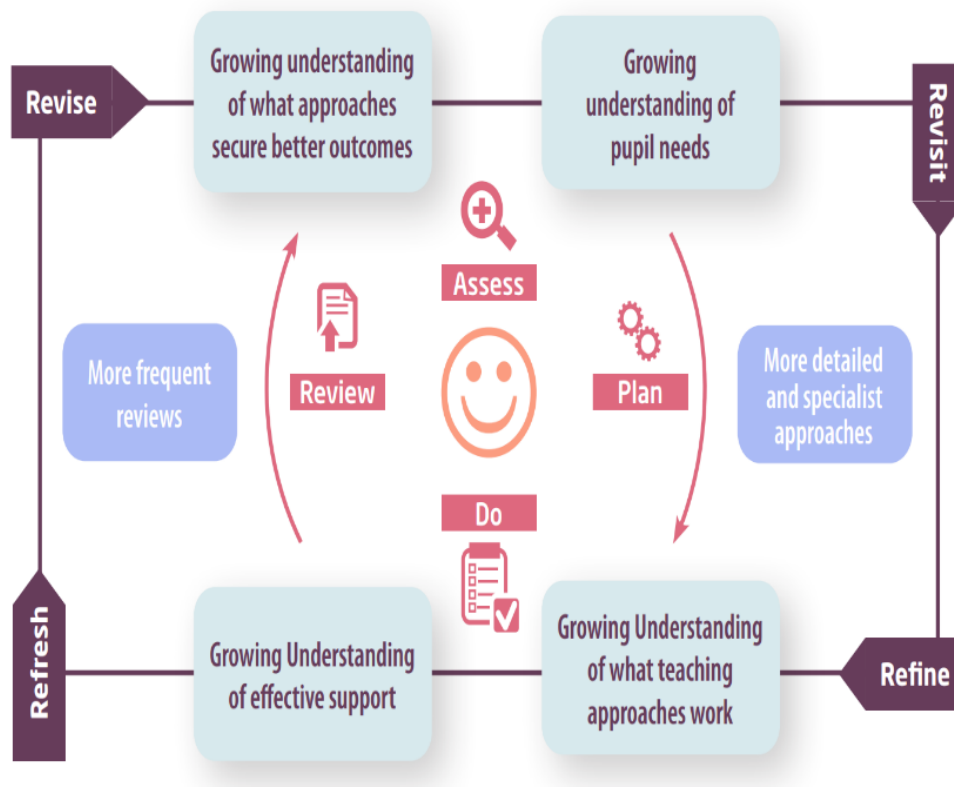 Revise
Growing understanding
of what approaches
secure better outcomes
Growing
understanding of
pupil needs
Revisit
Assess
More frequent
reviews
Review
Plan
More detailed
and specialist
approaches
Do
Refresh
Growing Understanding
of effective support
Growing Understanding
of what teaching
approaches work
Refine